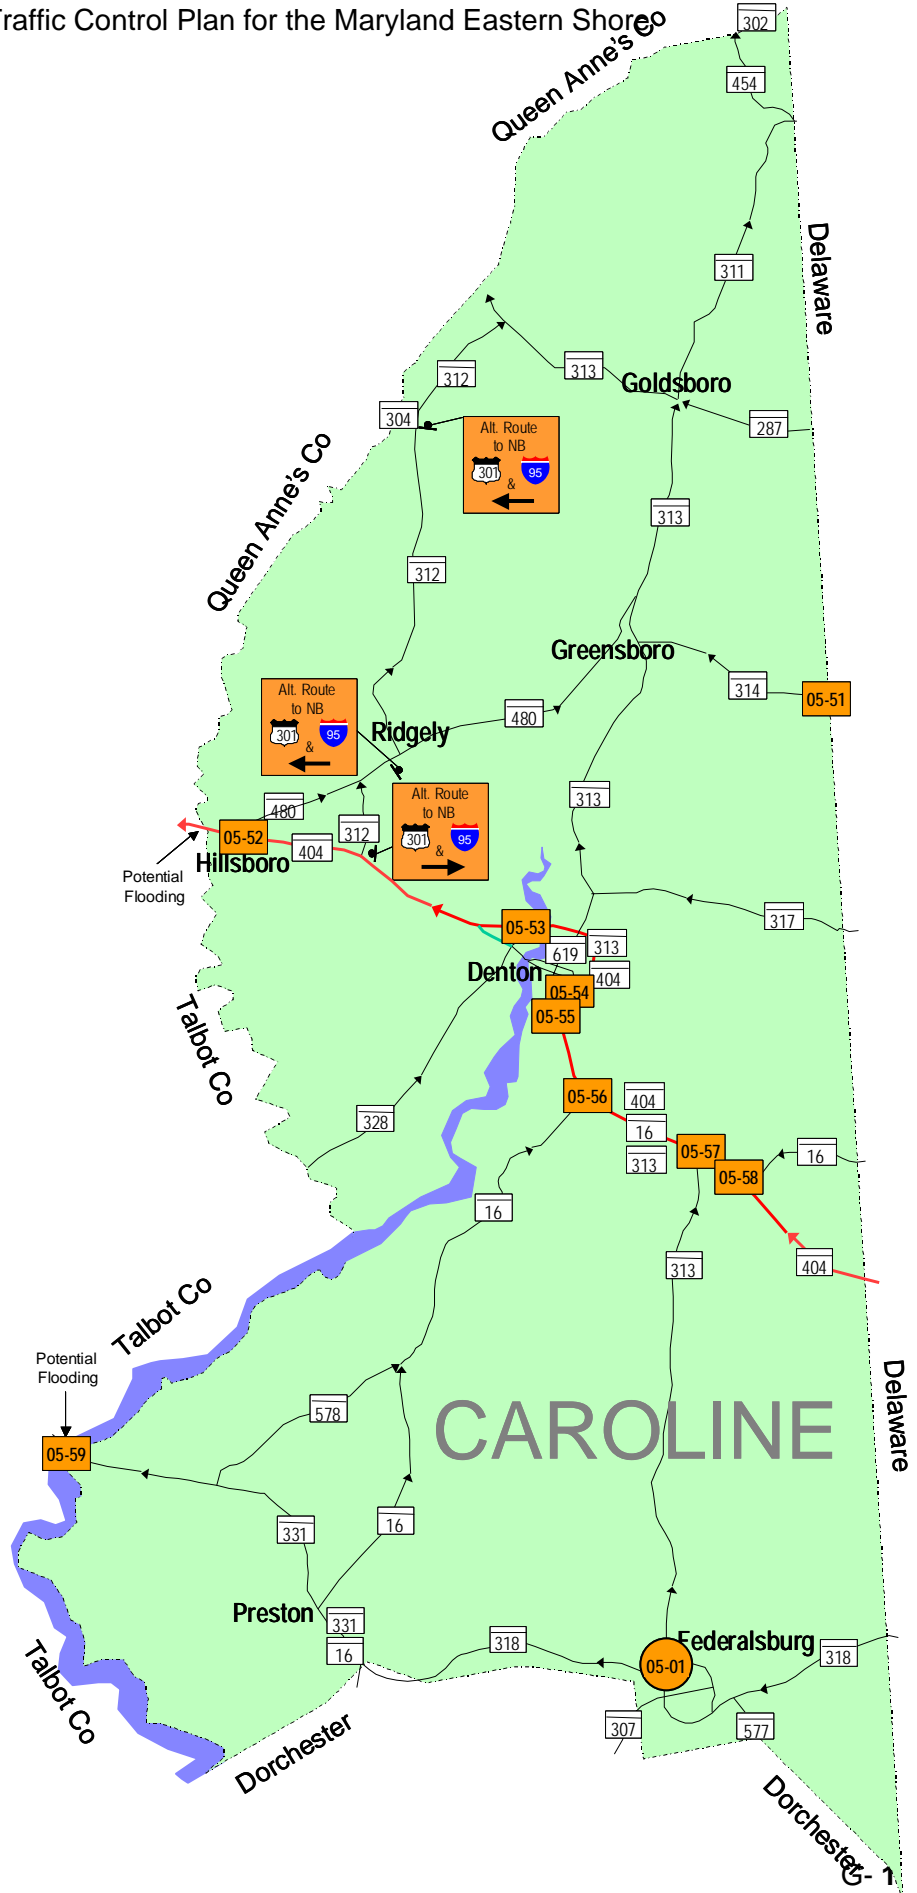 Traffic Control Plan for the Maryland Eastern Shore
302
Queen Anne's Co
454
Delaware
311
312
313
Goldsboro
304
287
Alt. Route
to NB
301
&
95
Queen Anne's Co
313
312
Greensboro
314
05-51
Alt. Route
to NB
301
&
95
480
Ridgely
313
Alt. Route
to NB
301
&
95
480
05-52
312
404
Hillsboro
Potential
Flooding
317
05-53
313
619
Denton
404
05-54
05-55
Talbot Co
05-56
404
328
16
313
05-57
16
05-58
16
313
404
Talbot Co
Potential
Flooding
Delaware
578
CAROLINE
05-59
331
16
Preston
331
318
Federalsburg
16
05-01
318
Talbot Co
307
577
Dorchester
Dorchester
G- 1